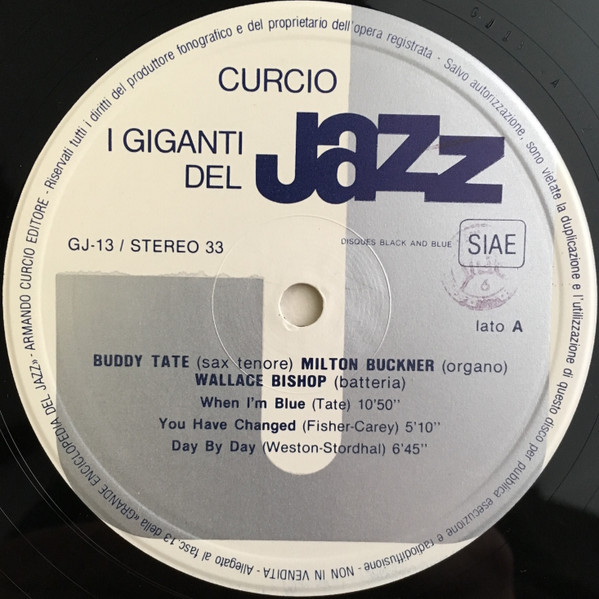 CURCIO
I GIGANTI
DEL
Jazz
GJ-13 / STEREO 33
DISQUES BLACK AND BLUE
SIAE
6
lato A
BUDDY TATE (sax tenore) MILTON BUCKNER (organo)
WALLACE BISHOP (batteria)
When I'm Blue (Tate) 10'50"
You Have Changed (Fisher-Carey) 5'10"
Day By Day (Weston-Stordhal) 6'45"
ARMANDO CURCIO EDITORE - Riservati tutti i diritti del produttore fonografico e del proprietario dell'opera registrata - Salvo autorizzazione, sono vietate la duplicazione e l'utilizzazione di questo disco per pubblica esecuzione e radiodiffusione - NON IN VENDITA - Allegato al fasc.13 della «GRANDE ENCICLOPEDIA DEL JAZZ» -